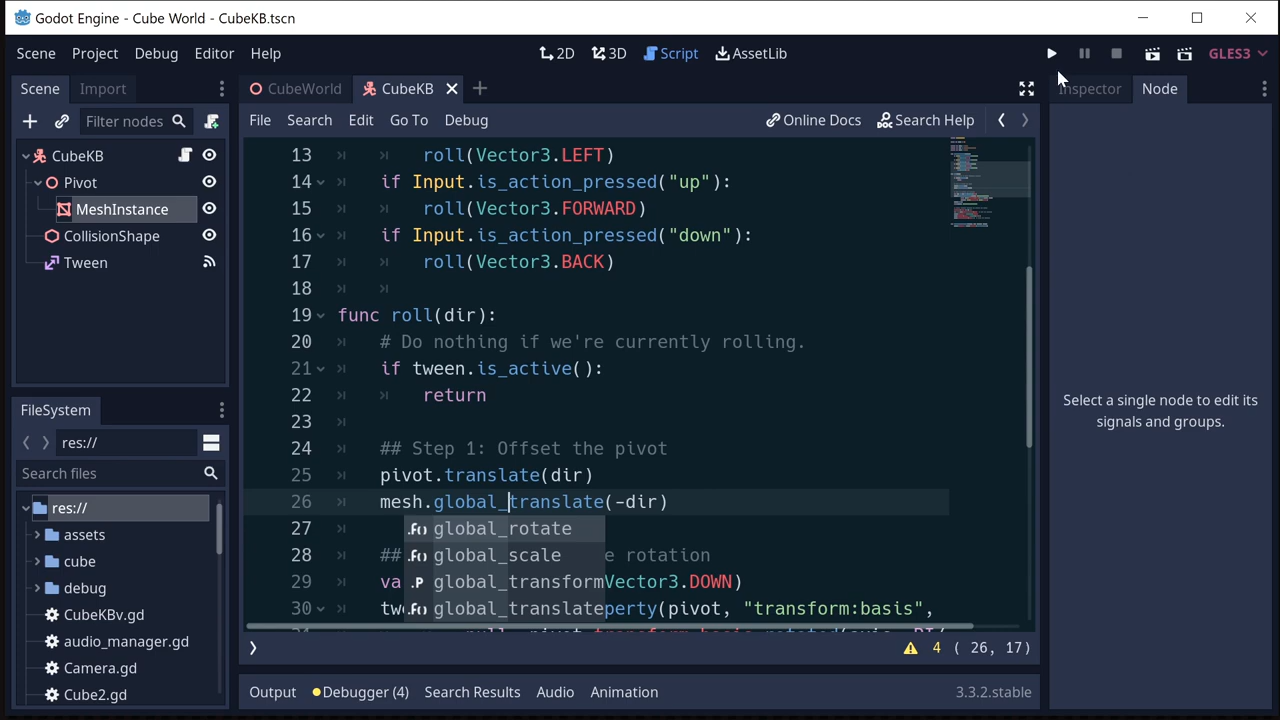 Godot Engine - Cube World - CubeKB.tscn
Scene Project Debug Editor Help
2D 3D Script AssetLib
GLES3
Scene Import
CubeWorld CubeKB
Inspector Node
Filter nodes
File Search Edit Go To Debug
Online Docs Search Help
CubeKB
Pivot
MeshInstance
CollisionShape
Tween
13 roll(Vector3.LEFT)
14 if Input.is_action_pressed("up"):
15 roll(Vector3.FORWARD)
16 if Input.is_action_pressed("down"):
17 roll(Vector3.BACK)
18
19 func roll(dir):
20 # Do nothing if we're currently rolling.
21 if tween.is_active():
22 return
23
24 ## Step 1: Offset the pivot
25 pivot.translate(dir)
26 mesh.global_translate(-dir)
27 .f() global_rotate
28 ## .f() global_scale e rotation
29 va .P global_transform Vector3.DOWN)
30 twe .f() global_translate perty(pivot, "transform:basis",
FileSystem
res://
Search files
res://
assets
cube
debug
CubeKBv.gd
audio_manager.gd
Camera.gd
Cube2.gd
Select a single node to edit its
signals and groups.
4 ( 26, 17)
Output Debugger (4) Search Results Audio Animation
3.3.2.stable